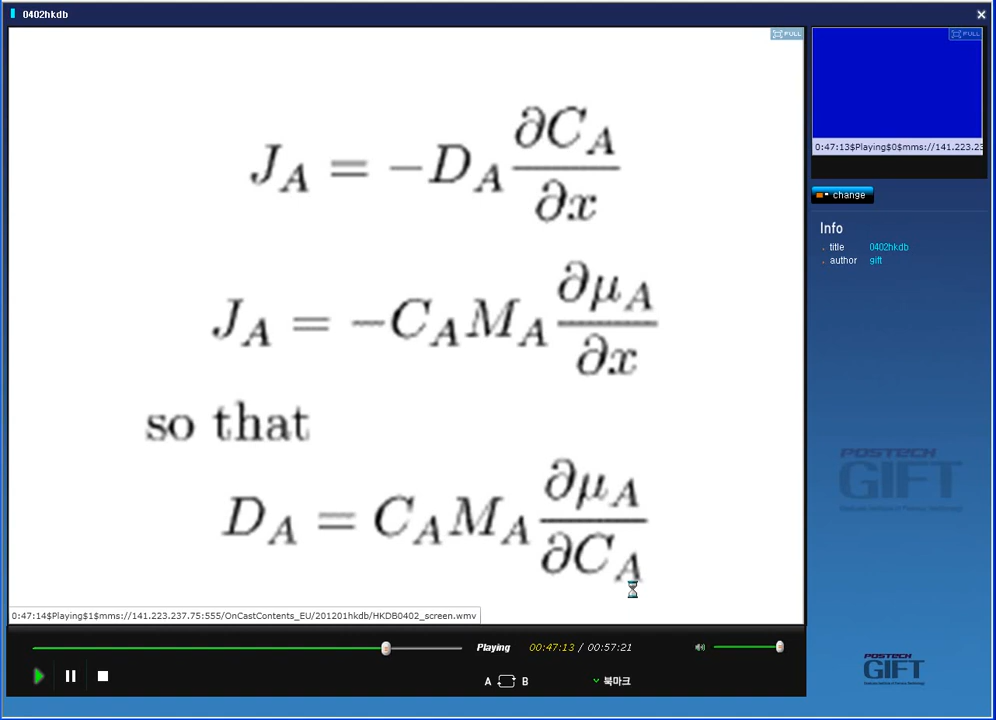 0402hkdb
FULL
FULL
J_A = -D_A ∂C_A/∂x
J_A = -C_A M_A ∂μ_A/∂x
so that
D_A = C_A M_A ∂μ_A/∂C_A
0:47:14$Playing$1$mms://141.223.237.75:555/OnCastContents_EU/201201hkdb/HKDB0402_screen.wmv
0:47:13$Playing$0$mms://141.223.23
change
Info
. title 0402hkdb
. author gift
POSTECH
GIFT
Playing 00:47:13 / 00:57:21
A B 북마크
POSTECH
GIFT